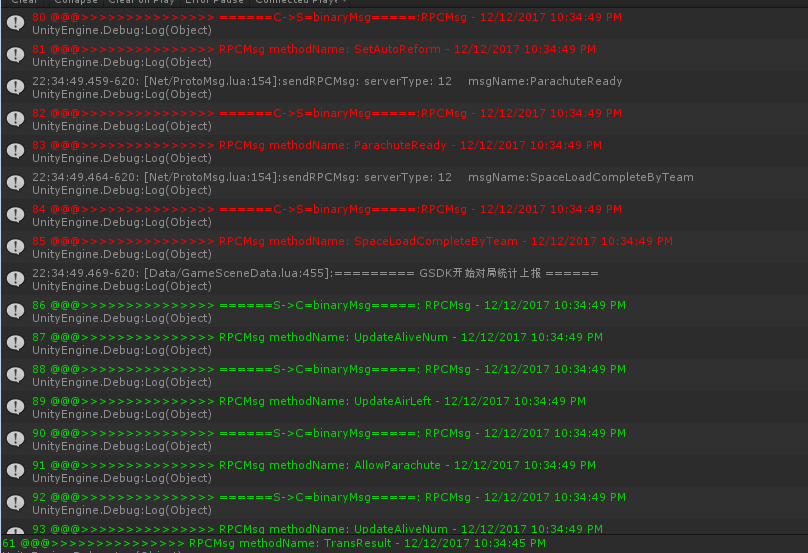 Clear Collapse Clear on Play Error Pause Connected Player
80 @@@>>>>>>>>>>>>>>> ======C->S=binaryMsg=====:RPCMsg - 12/12/2017 10:34:49 PM
UnityEngine.Debug:Log(Object)
81 @@@>>>>>>>>>>>>>>> RPCMsg methodName: SetAutoReform - 12/12/2017 10:34:49 PM
UnityEngine.Debug:Log(Object)
22:34:49.459-620: [Net/ProtoMsg.lua:154]:sendRPCMsg: serverType: 12 msgName:ParachuteReady
UnityEngine.Debug:Log(Object)
82 @@@>>>>>>>>>>>>>>> ======C->S=binaryMsg=====:RPCMsg - 12/12/2017 10:34:49 PM
UnityEngine.Debug:Log(Object)
83 @@@>>>>>>>>>>>>>>> RPCMsg methodName: ParachuteReady - 12/12/2017 10:34:49 PM
UnityEngine.Debug:Log(Object)
22:34:49.464-620: [Net/ProtoMsg.lua:154]:sendRPCMsg: serverType: 12 msgName:SpaceLoadCompleteByTeam
UnityEngine.Debug:Log(Object)
84 @@@>>>>>>>>>>>>>>> ======C->S=binaryMsg=====:RPCMsg - 12/12/2017 10:34:49 PM
UnityEngine.Debug:Log(Object)
85 @@@>>>>>>>>>>>>>>> RPCMsg methodName: SpaceLoadCompleteByTeam - 12/12/2017 10:34:49 PM
UnityEngine.Debug:Log(Object)
22:34:49.469-620: [Data/GameSceneData.lua:455]:========= GSDK开始对局统计上报 ======
UnityEngine.Debug:Log(Object)
86 @@@>>>>>>>>>>>>>>> ======S->C=binaryMsg=====: RPCMsg - 12/12/2017 10:34:49 PM
UnityEngine.Debug:Log(Object)
87 @@@>>>>>>>>>>>>>>> RPCMsg methodName: UpdateAliveNum - 12/12/2017 10:34:49 PM
UnityEngine.Debug:Log(Object)
88 @@@>>>>>>>>>>>>>>> ======S->C=binaryMsg=====: RPCMsg - 12/12/2017 10:34:49 PM
UnityEngine.Debug:Log(Object)
89 @@@>>>>>>>>>>>>>>> RPCMsg methodName: UpdateAirLeft - 12/12/2017 10:34:49 PM
UnityEngine.Debug:Log(Object)
90 @@@>>>>>>>>>>>>>>> ======S->C=binaryMsg=====: RPCMsg - 12/12/2017 10:34:49 PM
UnityEngine.Debug:Log(Object)
91 @@@>>>>>>>>>>>>>>> RPCMsg methodName: AllowParachute - 12/12/2017 10:34:49 PM
UnityEngine.Debug:Log(Object)
92 @@@>>>>>>>>>>>>>>> ======S->C=binaryMsg=====: RPCMsg - 12/12/2017 10:34:49 PM
UnityEngine.Debug:Log(Object)
93 @@@>>>>>>>>>>>>>>> RPCMsg methodName: UpdateAliveNum - 12/12/2017 10:34:49 PM
61 @@@>>>>>>>>>>>>>>> RPCMsg methodName: TransResult - 12/12/2017 10:34:45 PM